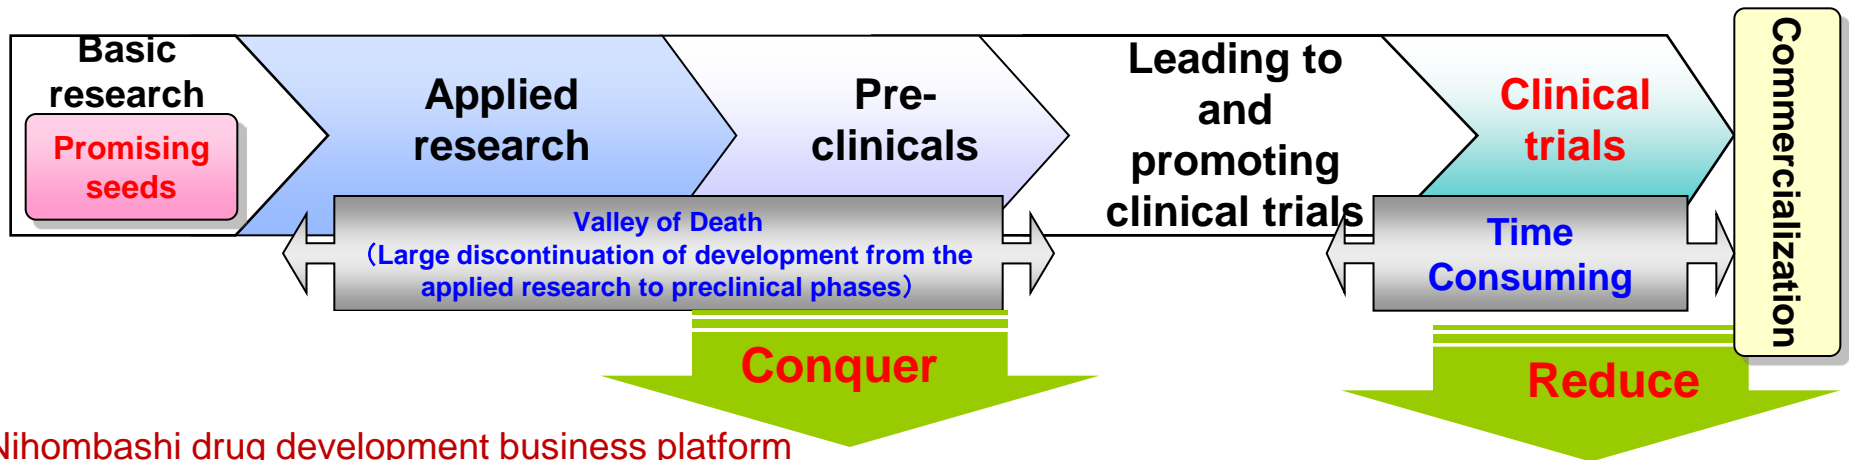 Basic
research
Promising
seeds
Applied
research
Pre-
clinicals
Leading to
and
promoting
clinical trials
Clinical
trials
Commercialization
Valley of Death
（Large discontinuation of development from the
applied research to preclinical phases）
Time
Consuming
Conquer
Reduce
Nihombashi drug development business platform